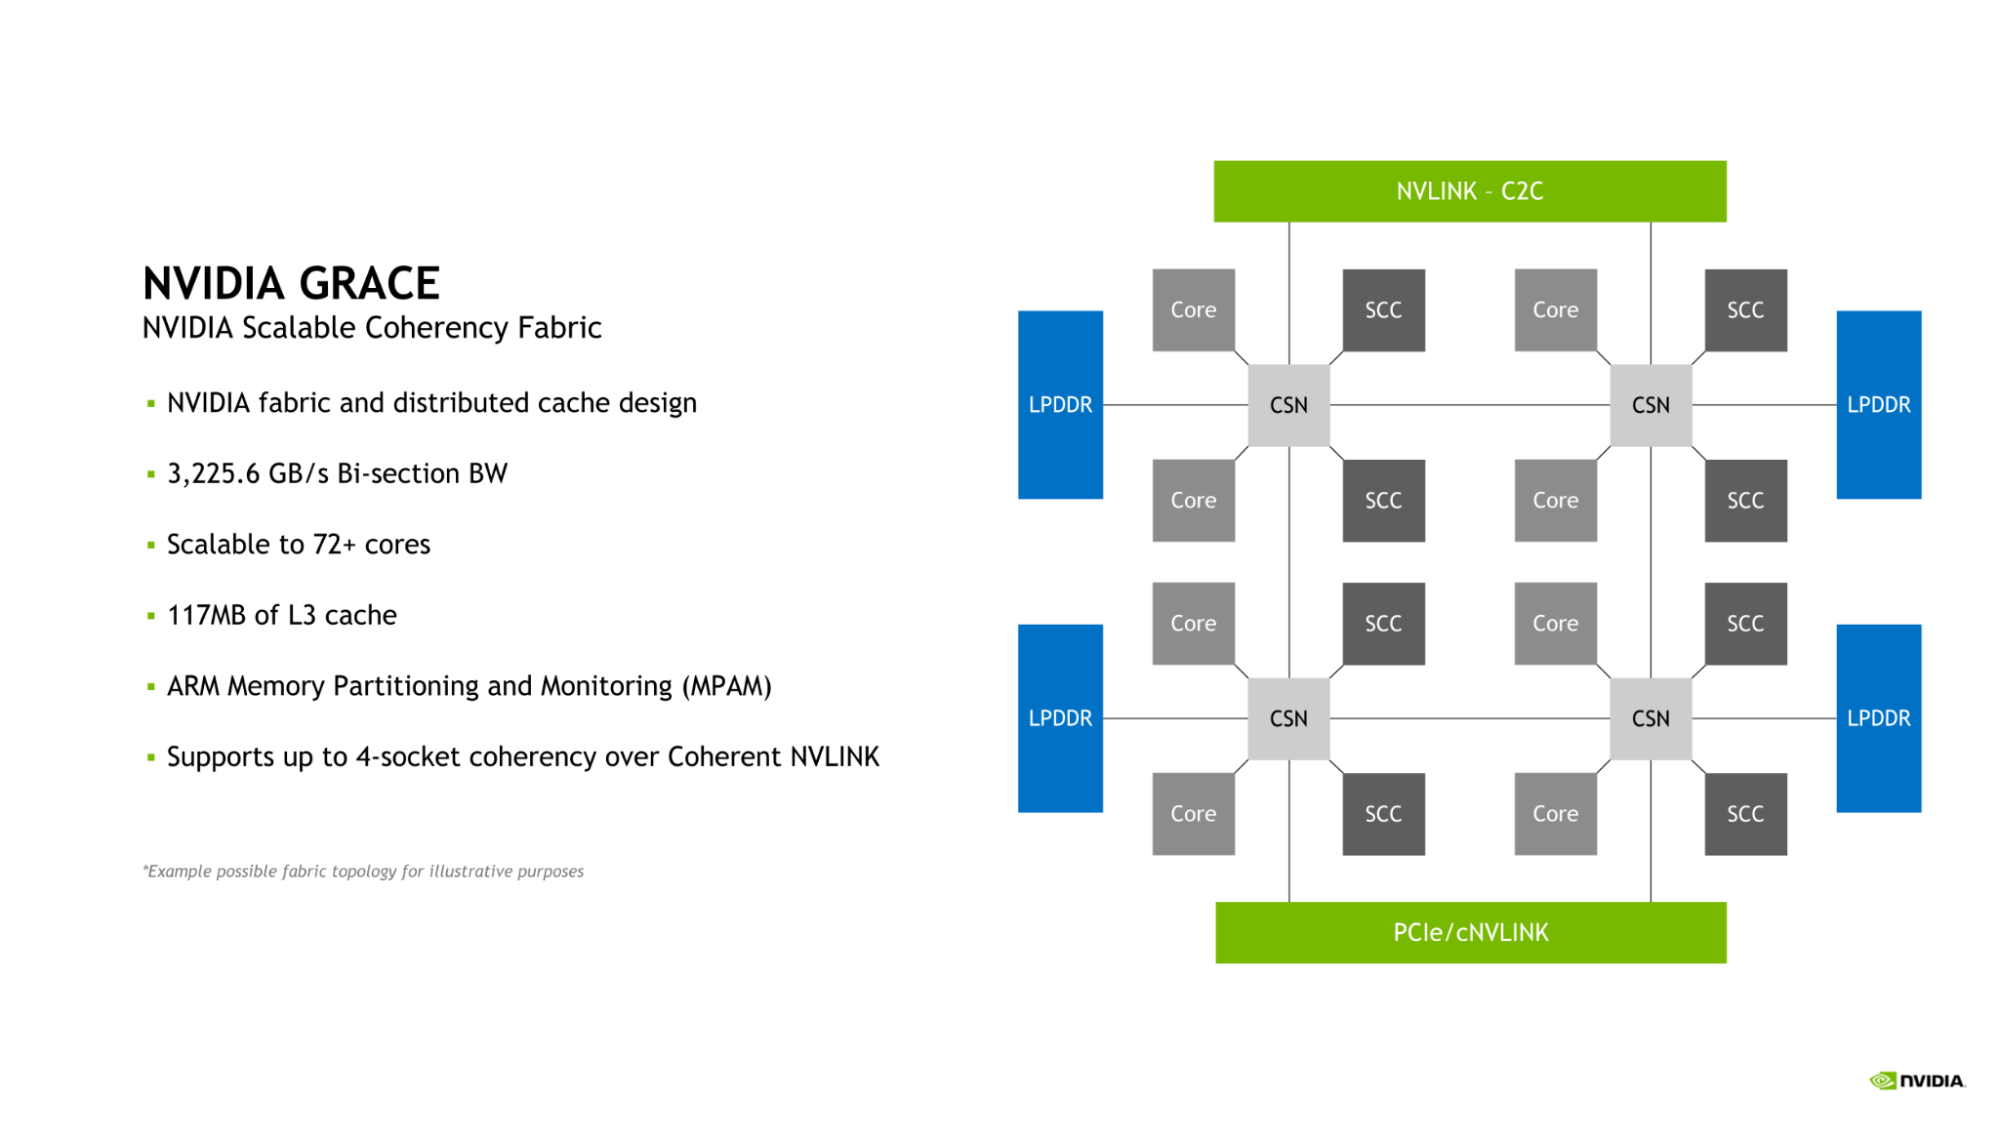 NVIDIA GRACE
NVIDIA Scalable Coherency Fabric
▪ NVIDIA fabric and distributed cache design
▪ 3,225.6 GB/s Bi-section BW
▪ Scalable to 72+ cores
▪ 117MB of L3 cache
▪ ARM Memory Partitioning and Monitoring (MPAM)
▪ Supports up to 4-socket coherency over Coherent NVLINK
*Example possible fabric topology for illustrative purposes
NVLINK – C2C
Core SCC Core SCC
LPDDR CSN CSN LPDDR
Core SCC Core SCC
Core SCC Core SCC
LPDDR CSN CSN LPDDR
Core SCC Core SCC
PCIe/cNVLINK
NVIDIA.